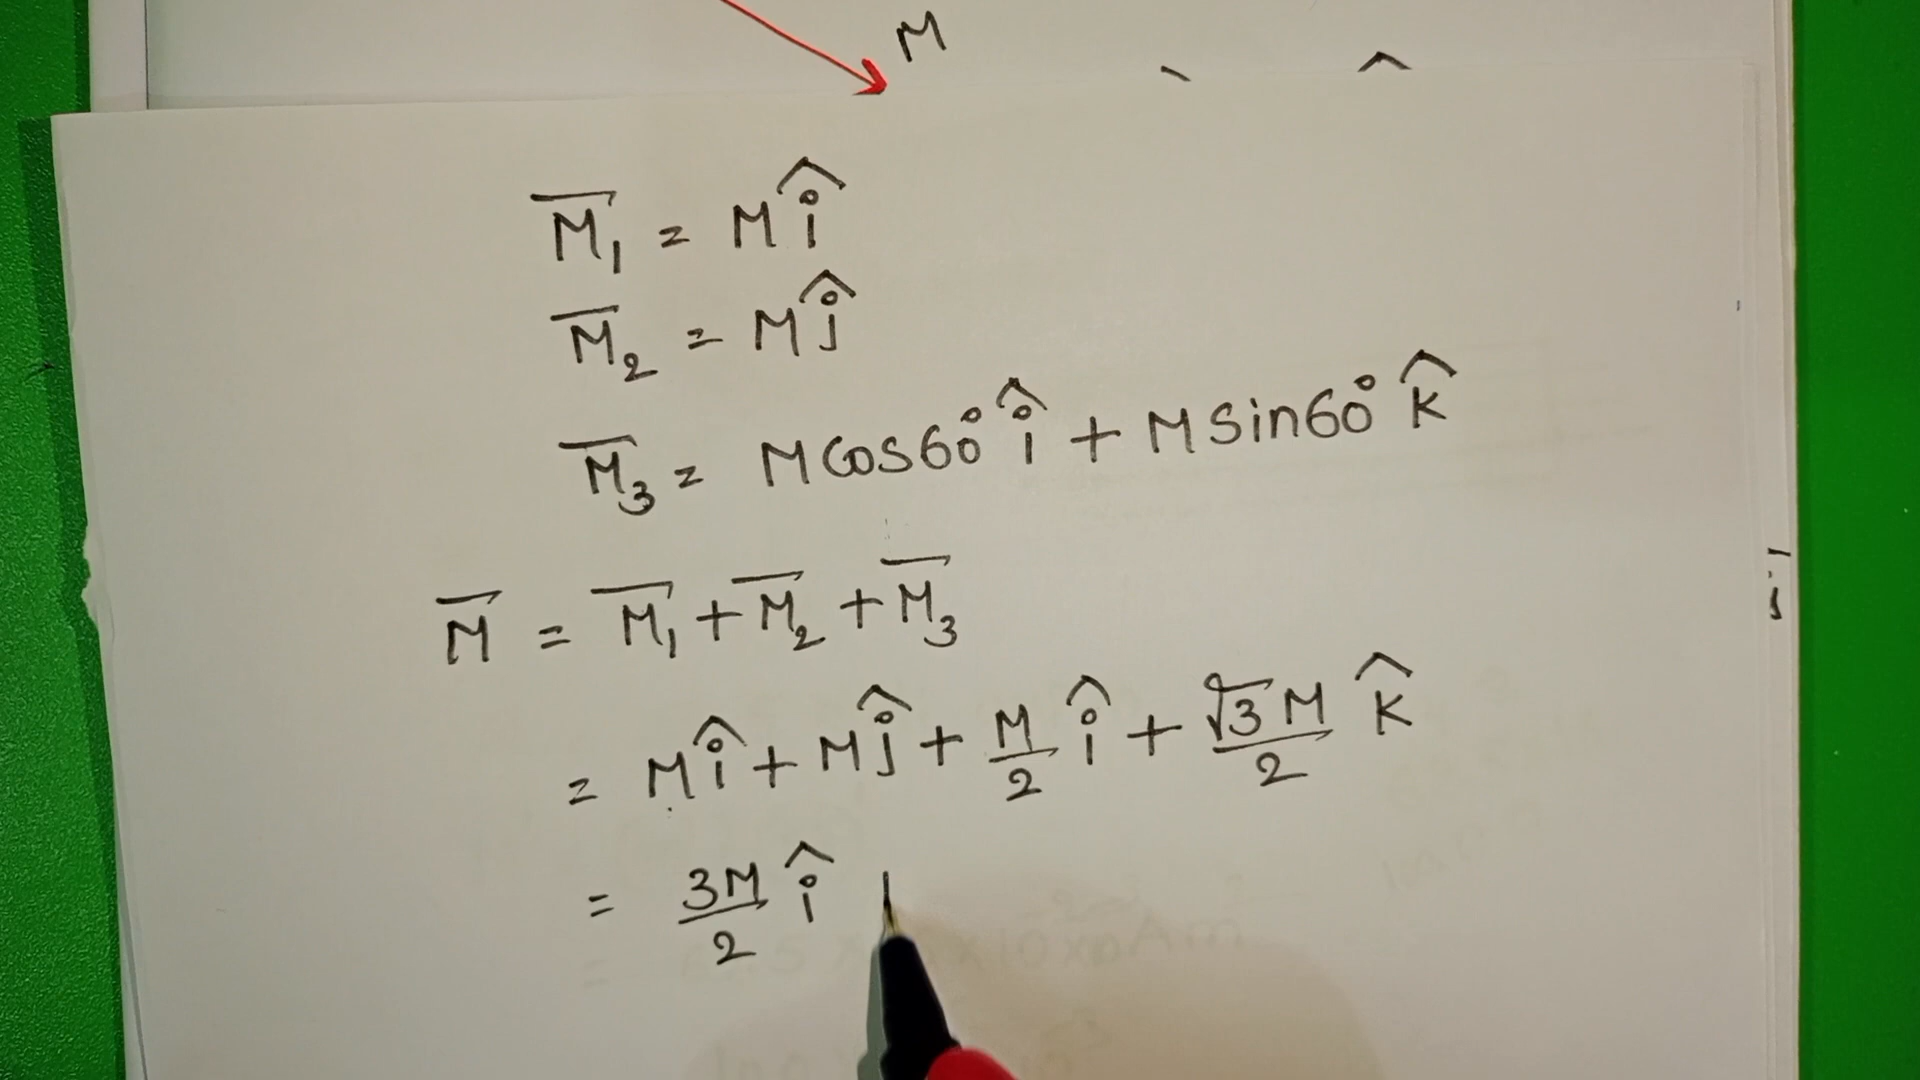 M
M̅₁ = M î
M̅₂ = M ĵ
M̅₃ = M cos60° î + M sin60° k̂
M̅ = M̅₁ + M̅₂ + M̅₃
= M î + M ĵ + M/2 î + √3 M/2 k̂
= 3M/2 î